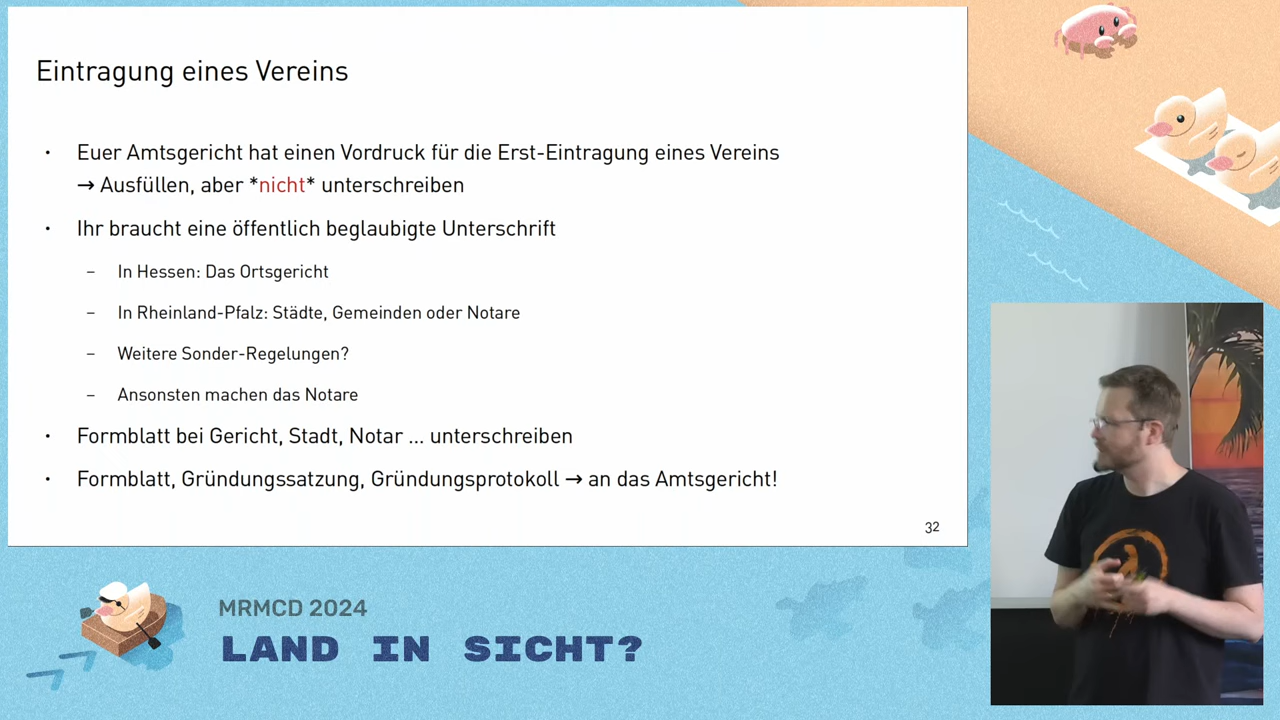 Eintragung eines Vereins
• Euer Amtsgericht hat einen Vordruck für die Erst-Eintragung eines Vereins
→ Ausfüllen, aber *nicht* unterschreiben
• Ihr braucht eine öffentlich beglaubigte Unterschrift
– In Hessen: Das Ortsgericht
– In Rheinland-Pfalz: Städte, Gemeinden oder Notare
– Weitere Sonder-Regelungen?
– Ansonsten machen das Notare
• Formblatt bei Gericht, Stadt, Notar ... unterschreiben
• Formblatt, Gründungssatzung, Gründungsprotokoll → an das Amtsgericht!
32
MRMCD 2024
LAND IN SICHT?